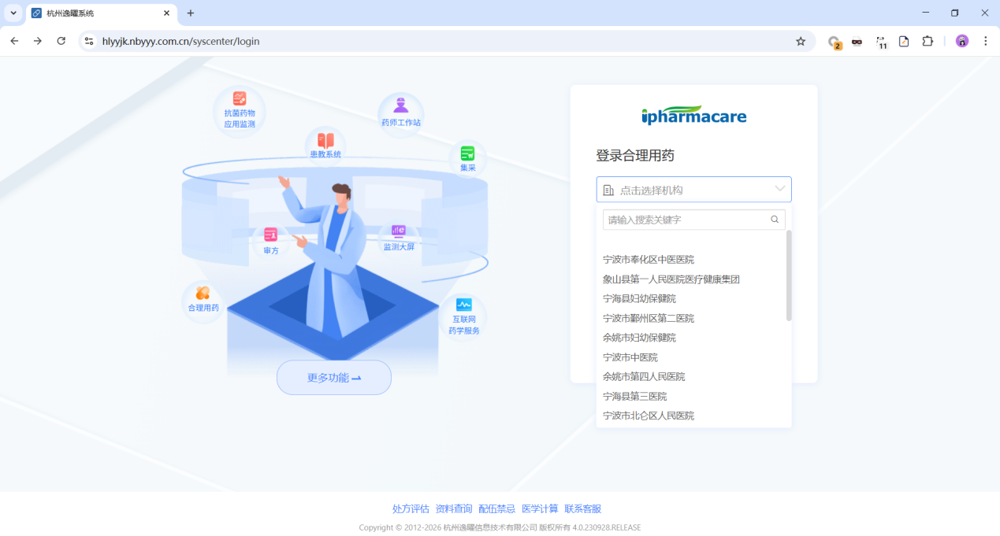 杭州逸曜系统
hlyyjk.nbyyy.com.cn/syscenter/login
2
11
抗菌药物
应用监测
药师工作站
患教系统
集采
审方
监测大屏
合理用药
互联网
药学服务
更多功能
ipharmacare
登录合理用药
点击选择机构
请输入搜索关键字
宁波市奉化区中医医院
象山县第一人民医院医疗健康集团
宁海县妇幼保健院
宁波市鄞州区第二医院
余姚市妇幼保健院
宁波市中医院
余姚市第四人民医院
宁海县第三医院
宁波市北仑区人民医院
处方评估 资料查询 配伍禁忌 医学计算 联系客服
Copyright © 2012-2026 杭州逸曜信息技术有限公司 版权所有 4.0.230928.RELEASE